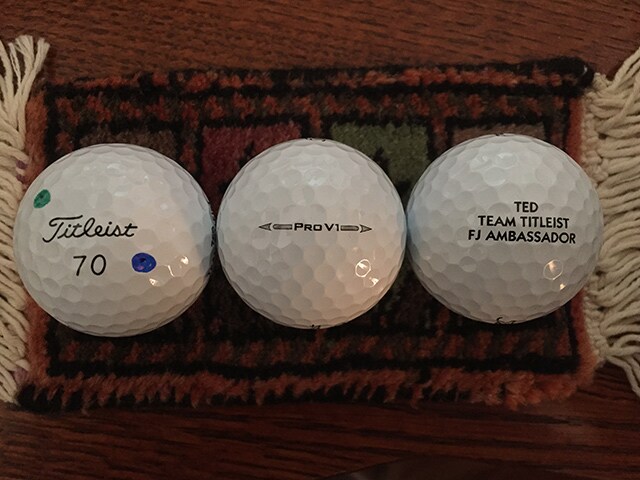 Titleist
70
PRO V1
TED
TEAM TITLEIST
FJ AMBASSADOR